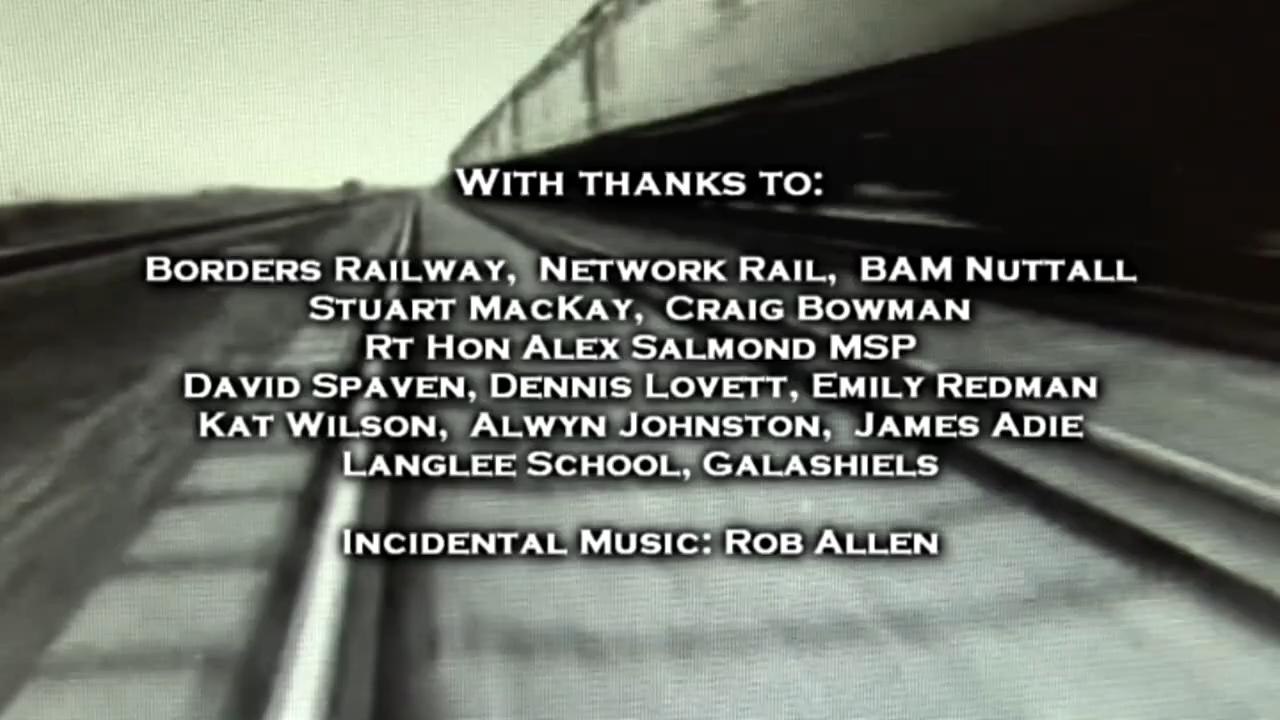 With thanks to:
Borders Railway, Network Rail, BAM Nuttall
Stuart MacKay, Craig Bowman
Rt Hon Alex Salmond MSP
David Spaven, Dennis Lovett, Emily Redman
Kat Wilson, Alwyn Johnston, James Adie
Langlee School, Galashiels
Incidental Music: Rob Allen